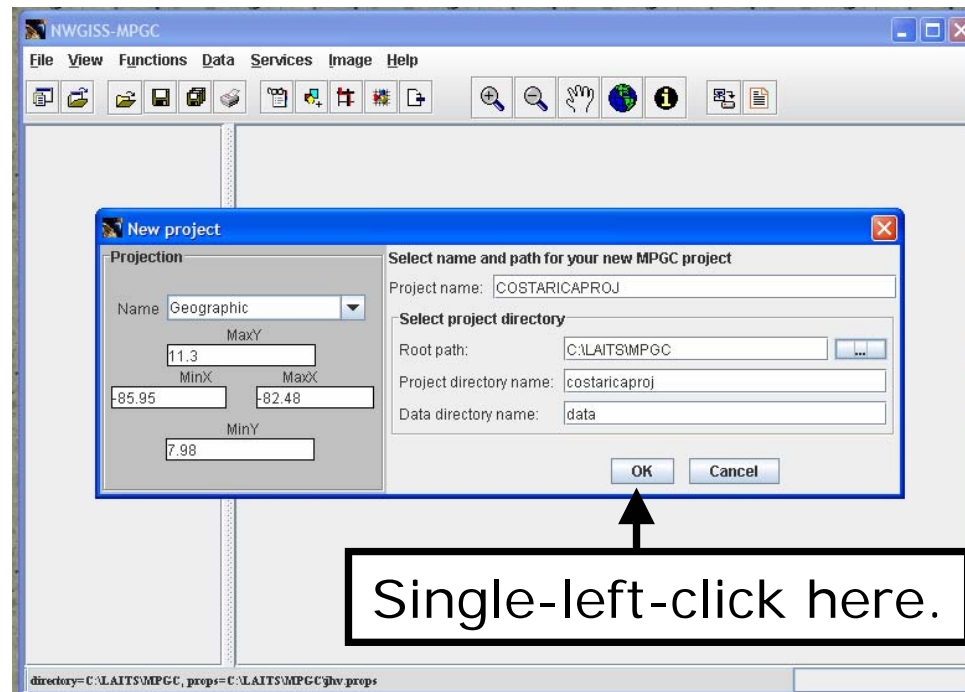 NWGISS-MPGC
File View Functions Data Services Image Help
New project
Projection
Name Geographic
MaxY
11.3
MinX MaxX
-85.95 -82.48
MinY
7.98
Select name and path for your new MPGC project
Project name: COSTARICAPROJ
Select project directory
Root path: C:\LAITS\MPGC ...
Project directory name: costaricaproj
Data directory name: data
OK Cancel
Single-left-click here.
directory=C:\LAITS\MPGC, props=C:\LAITS\MPGC\jhv.props